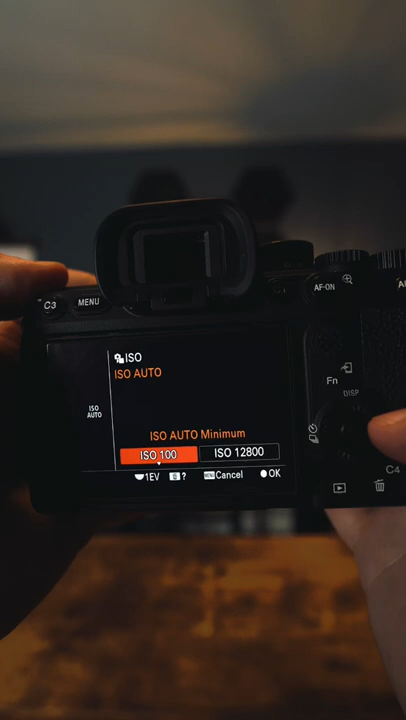 C3
MENU
AF-ON
ISO
ISO AUTO
ISO
AUTO
Fn
DISP
ISO AUTO Minimum
ISO 100
ISO 12800
1EV
?
MENU Cancel
OK
C4